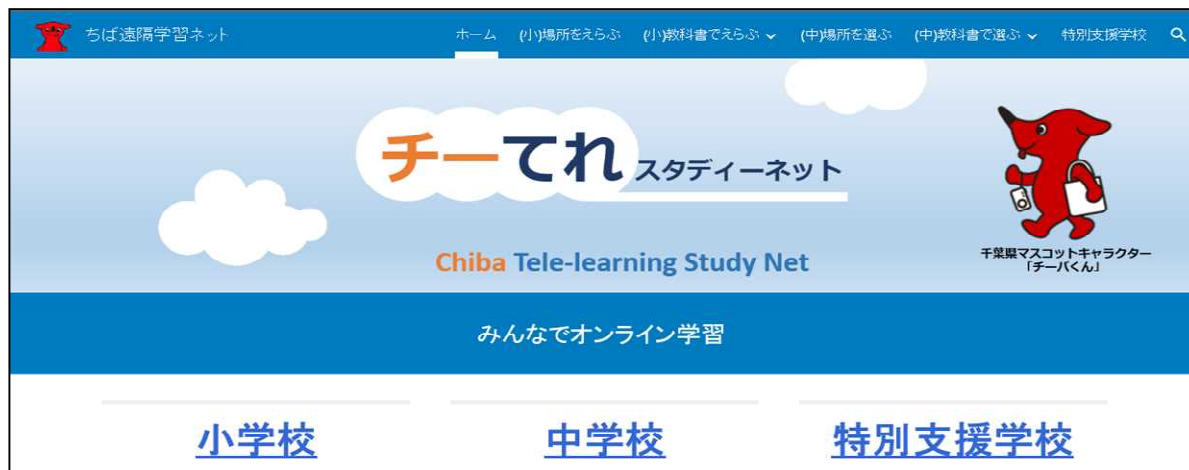 ちば遠隔学習ネット
ホーム (小)場所をえらぶ (小)教科書でえらぶ (中)場所を選ぶ (中)教科書で選ぶ 特別支援学校
チーてれ スタディーネット
Chiba Tele-learning Study Net
千葉県マスコットキャラクター
「チーバくん」
みんなでオンライン学習
小学校 中学校 特別支援学校